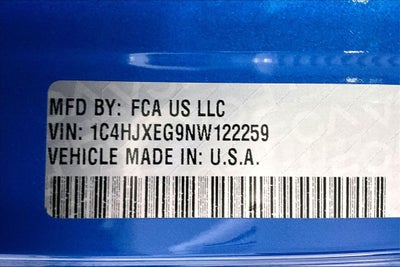 MFD BY: FCA US LLC
VIN: 1C4HJXEG9NW122259
VEHICLE MADE IN: U.S.A.